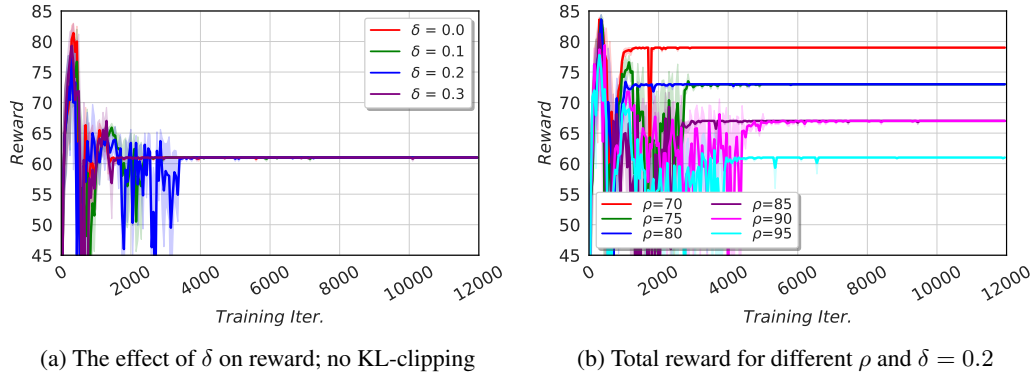 85
80
75
70
65
60
55
50
45
Reward
δ = 0.0
δ = 0.1
δ = 0.2
δ = 0.3
0
2000
4000
6000
8000
10000
12000
Training Iter.
(a) The effect of δ on reward; no KL-clipping
85
80
75
70
65
60
55
50
45
Reward
ρ=70 ρ=85
ρ=75 ρ=90
ρ=80 ρ=95
0
2000
4000
6000
8000
10000
12000
Training Iter.
(b) Total reward for different ρ and δ = 0.2